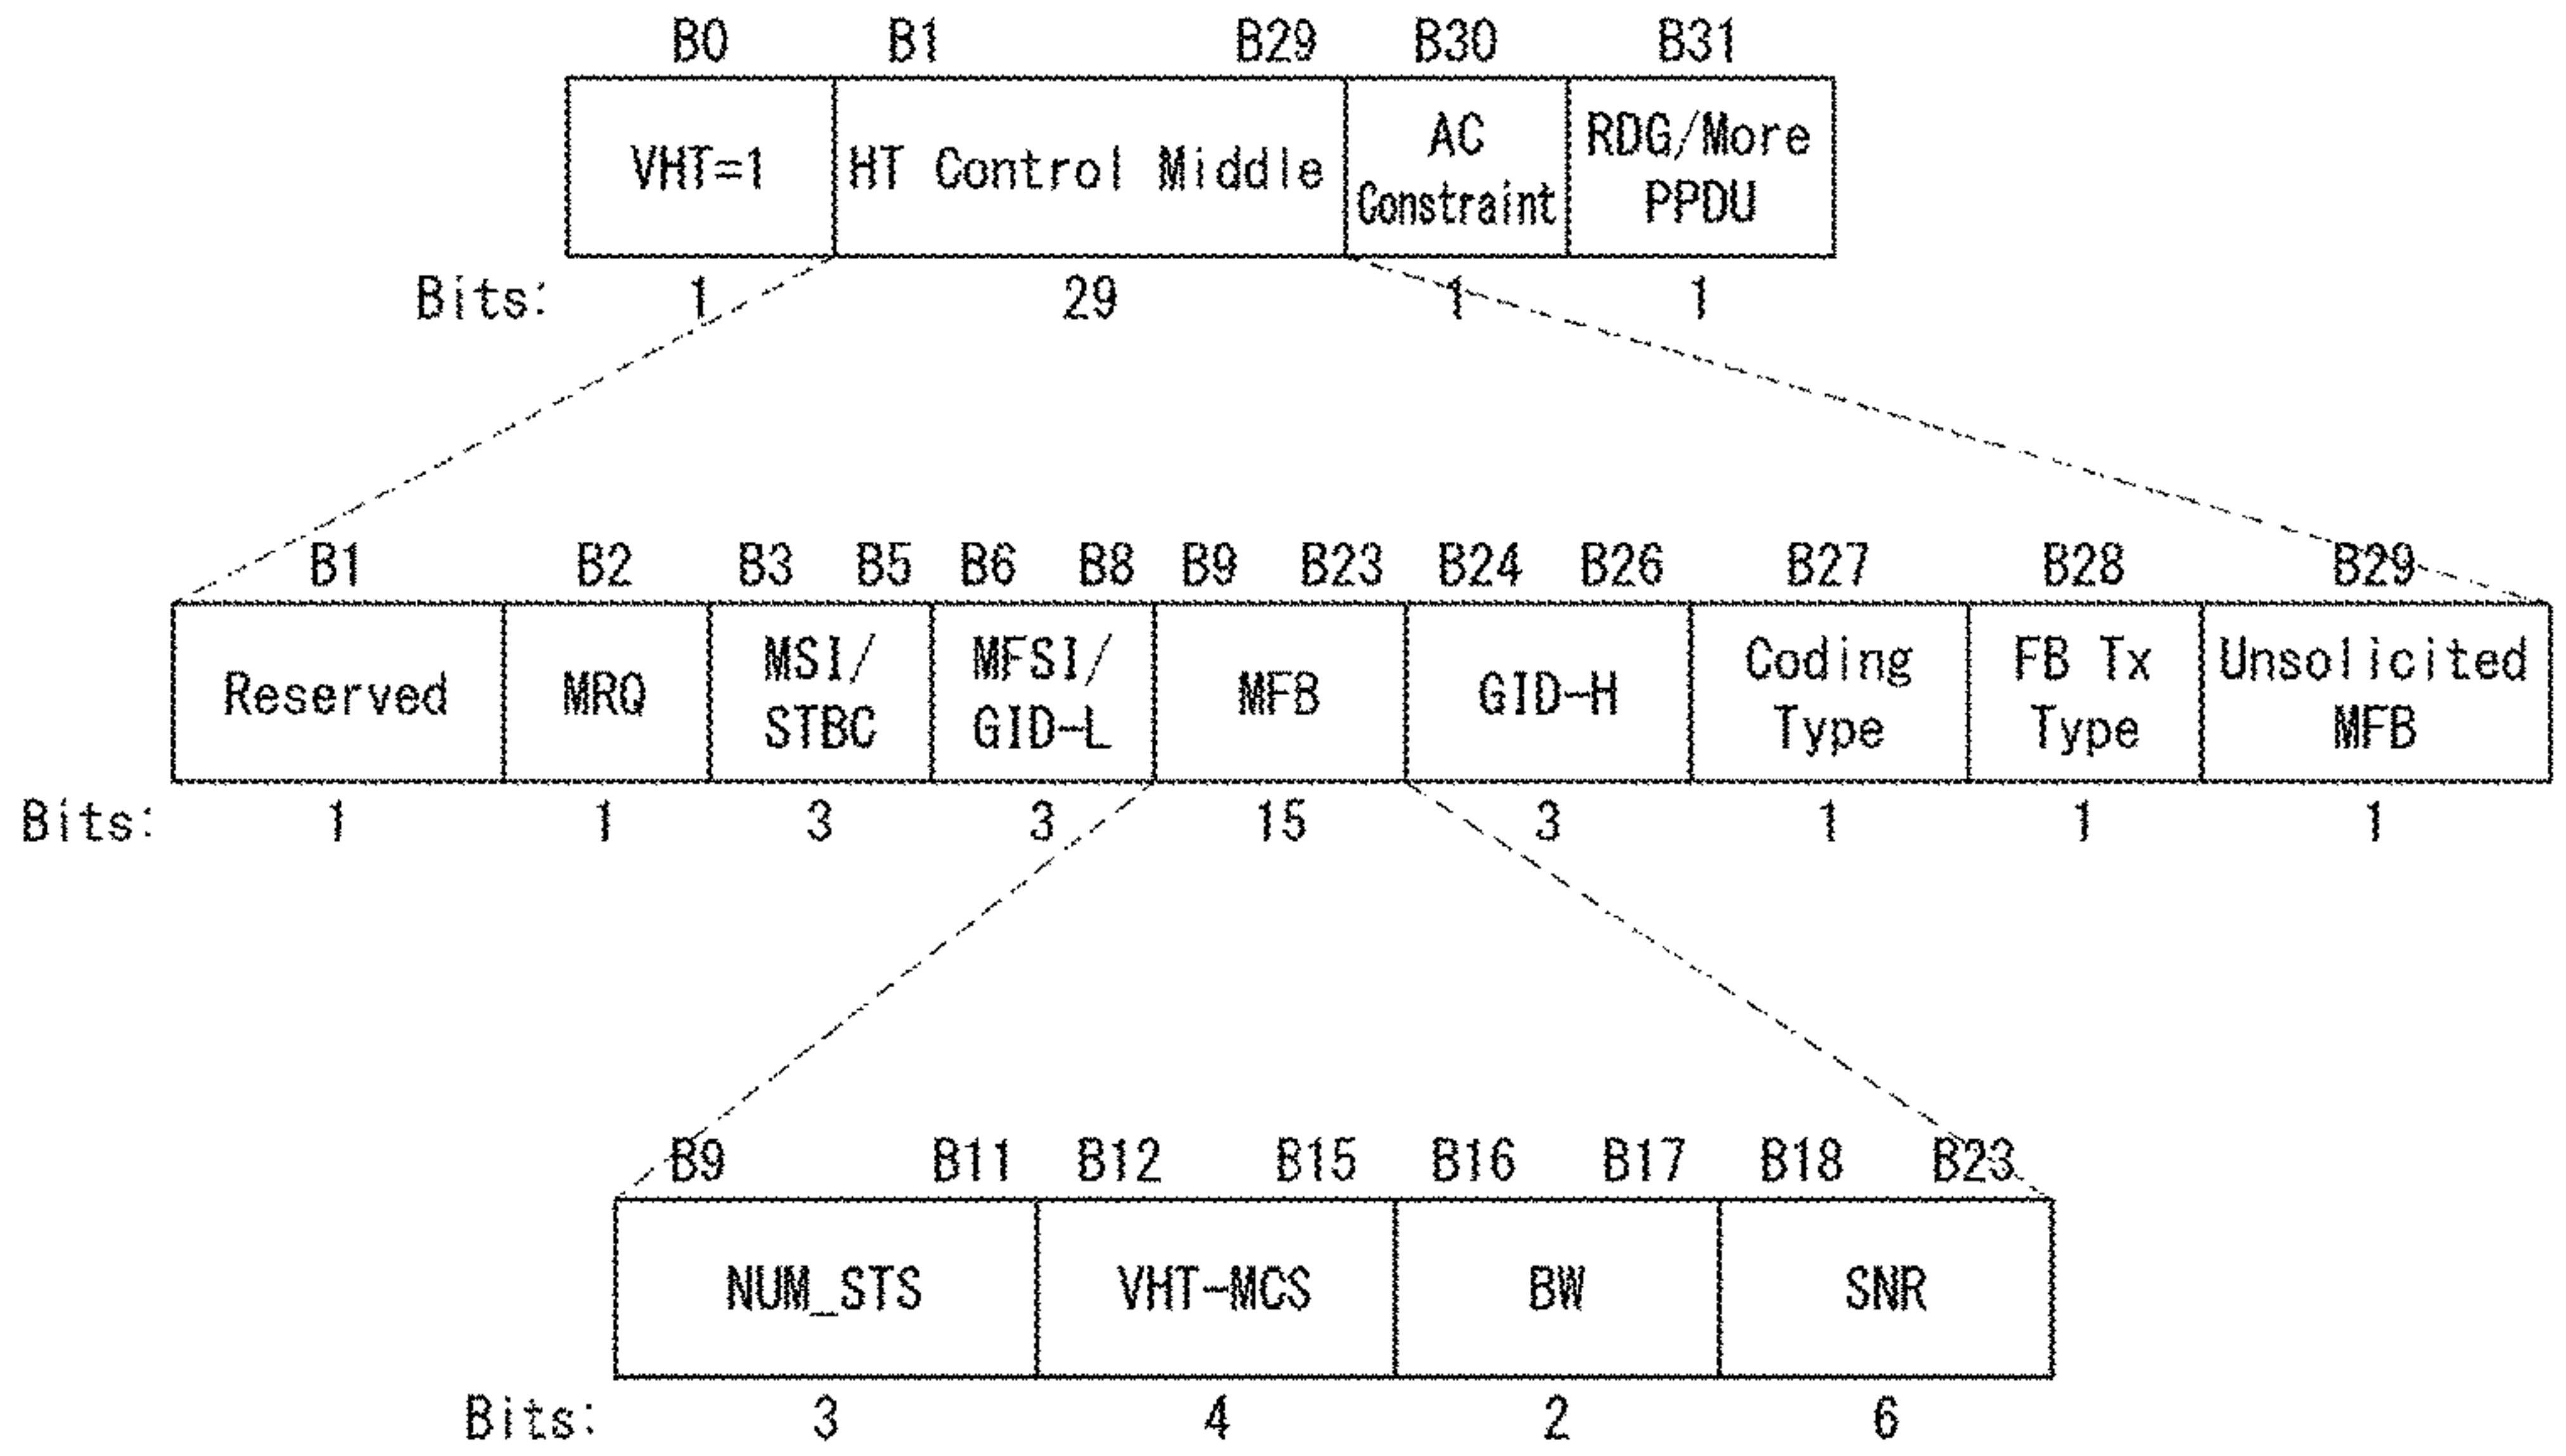 B0 B1 B29 B30 B31
VHT=1 HT Control Middle AC Constraint RDG/More PPDU
Bits: 1 29 1 1
B1 B2 B3 B5 B6 B8 B9 B23 B24 B26 B27 B28 B29
Reserved MRQ MSI/ STBC MFSI/ GID-L MFB GID-H Coding Type FB Tx Type Unsolicited MFB
Bits: 1 1 3 3 15 3 1 1 1
B9 B11 B12 B15 B16 B17 B18 B23
NUM_STS VHT-MCS BW SNR
Bits: 3 4 2 6